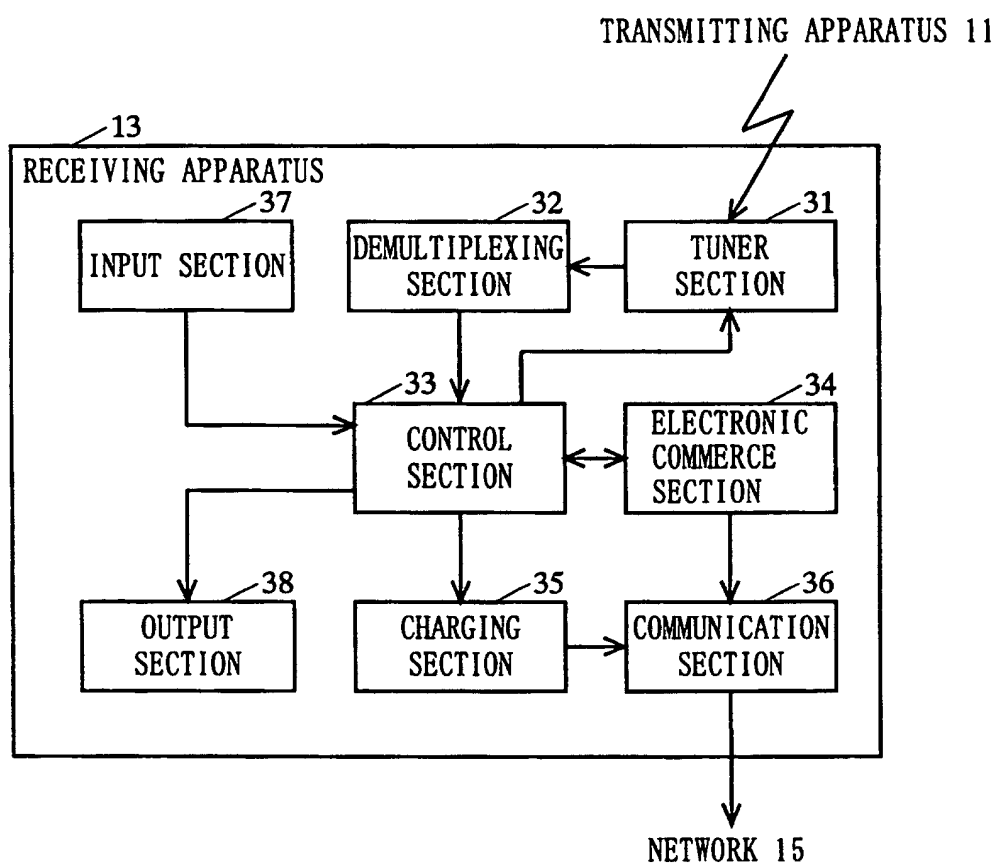 TRANSMITTING APPARATUS 11
13
RECEIVING APPARATUS
37
INPUT SECTION
32
DEMULTIPLEXING
SECTION
31
TUNER
SECTION
33
CONTROL
SECTION
34
ELECTRONIC
COMMERCE
SECTION
38
OUTPUT
SECTION
35
CHARGING
SECTION
36
COMMUNICATION
SECTION
NETWORK 15